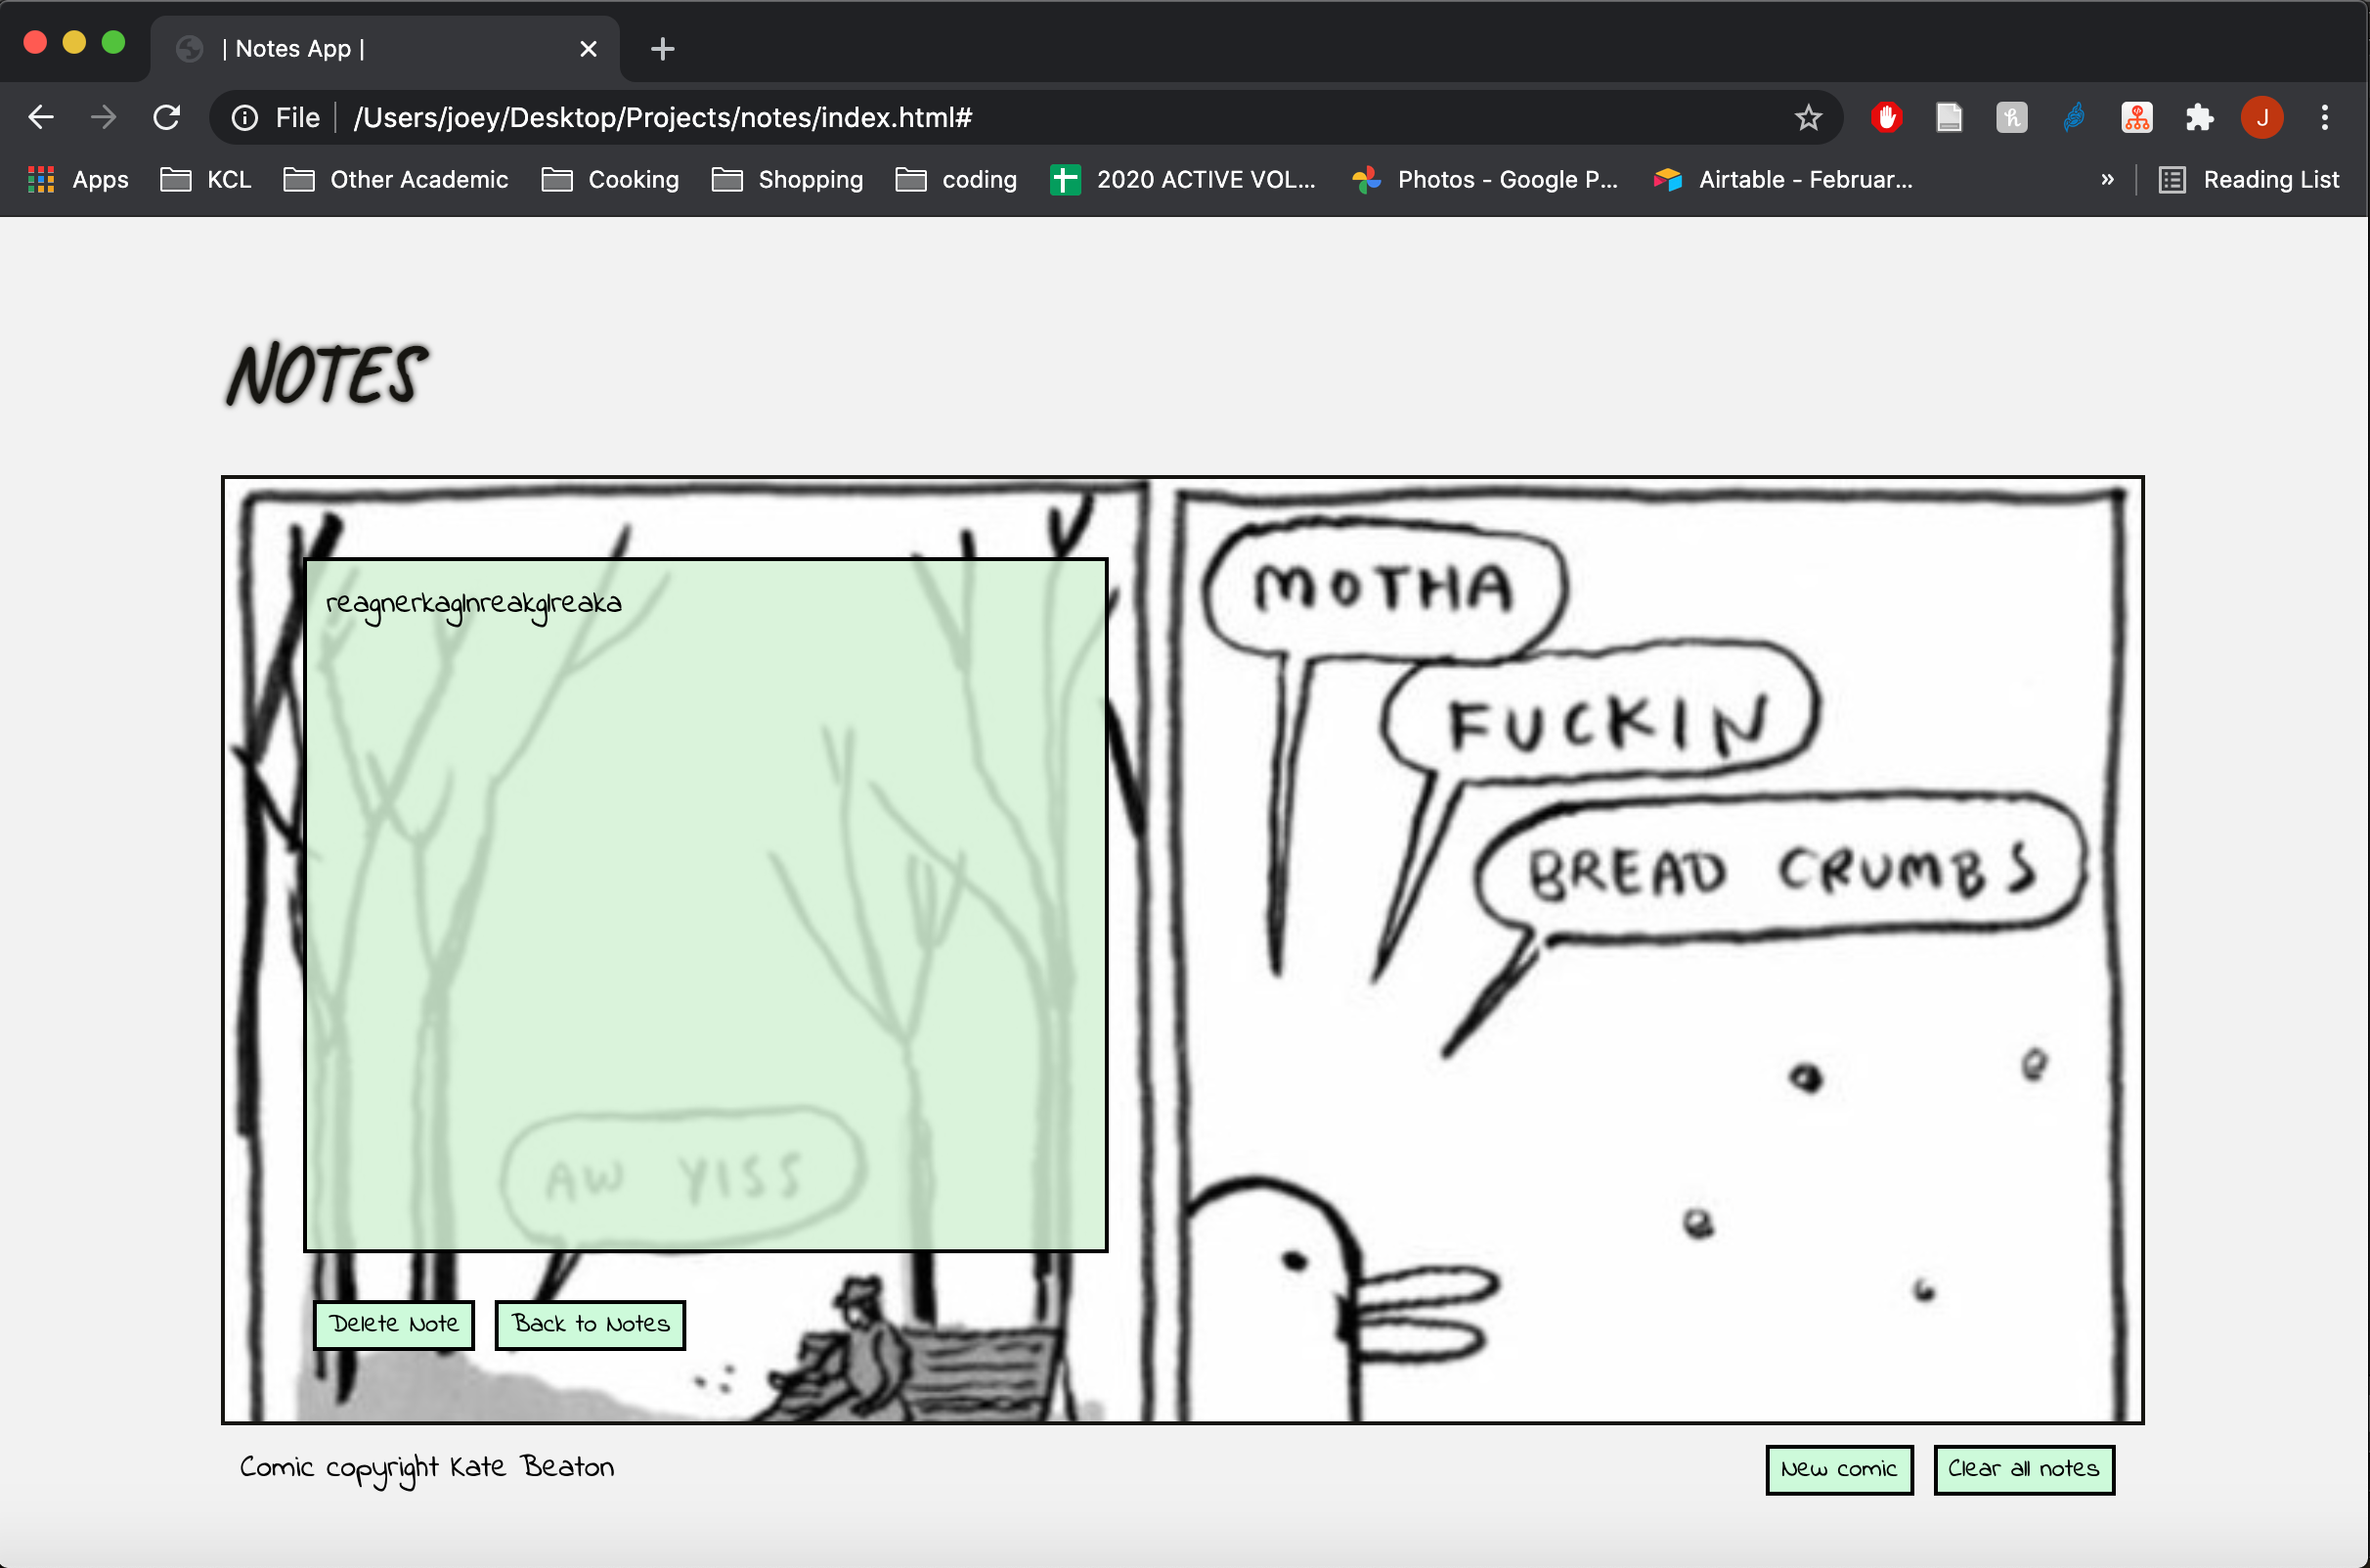 | Notes App |
File /Users/joey/Desktop/Projects/notes/index.html#
J
Apps KCL Other Academic Cooking Shopping coding 2020 ACTIVE VOL... Photos - Google P... Airtable - Februar... » Reading List
NOTES
reagnerkaglnreakglreaka
MOTHA
FUCKIN
BREAD CRUMBS
AW YISS
Delete Note Back to Notes
Comic copyright Kate Beaton New comic Clear all notes